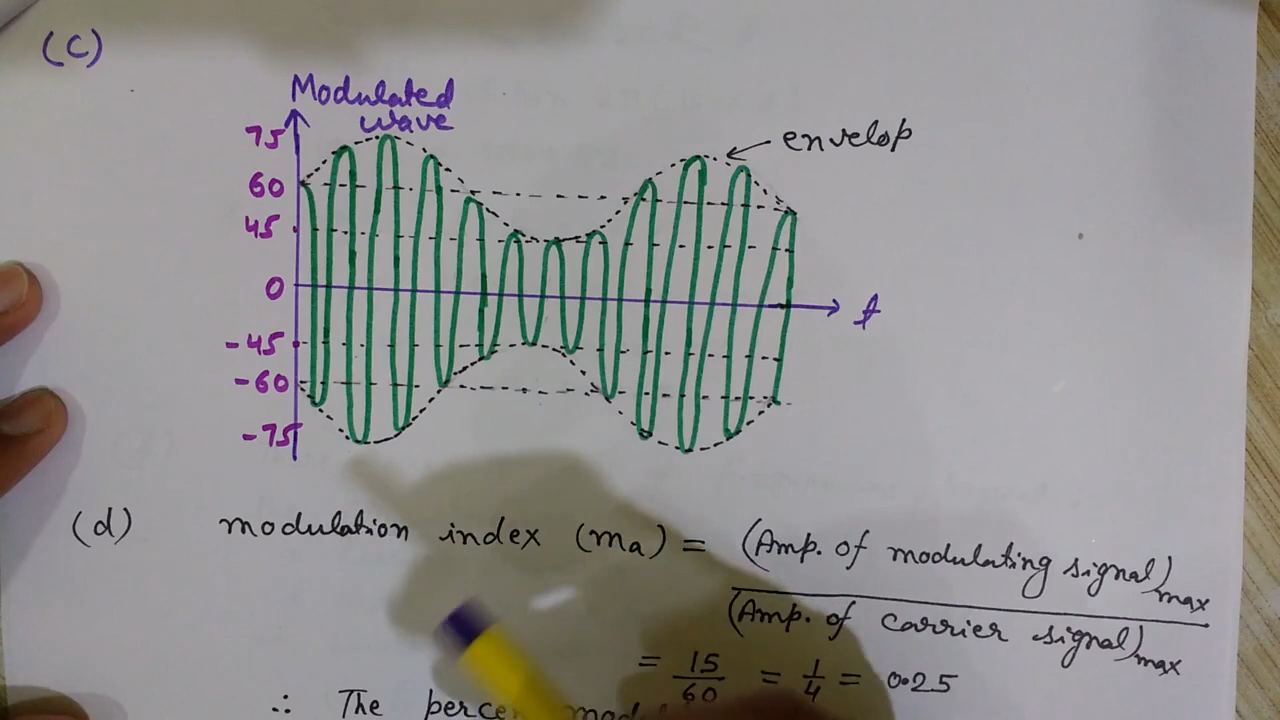 (C)
Modulated
wave
75
60
45
0
-45
-60
-75
envelop
t
(d) modulation index (ma) = (Amp. of modulating signal)max
(Amp. of carrier signal)max
= 15/60 = 1/4 = 0.25
∴ The